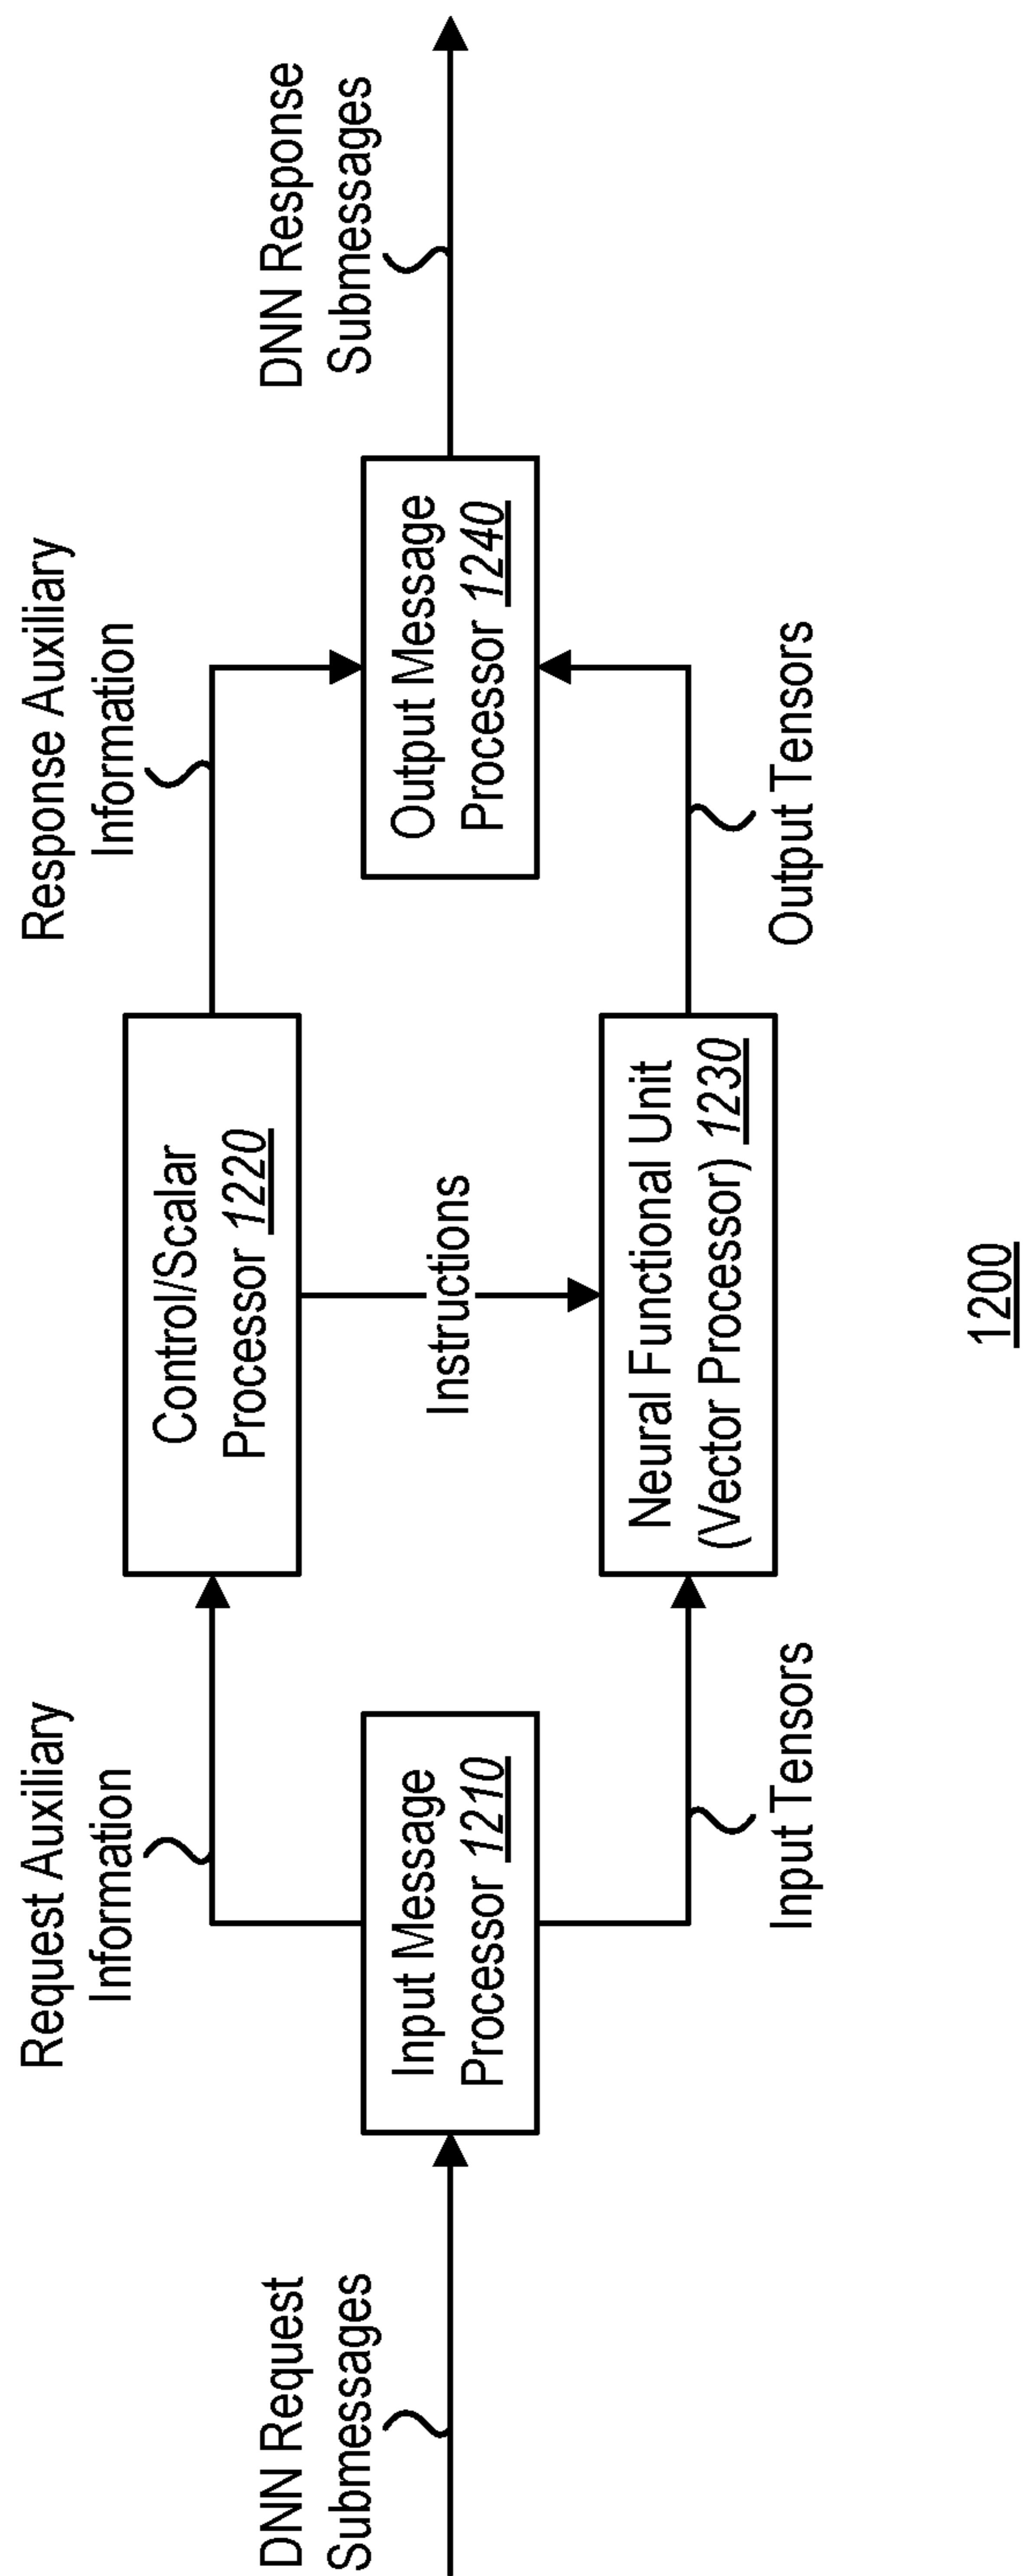 DNN Request
Submessages
Input Message
Processor 1210
Request Auxiliary
Information
Input Tensors
Control/Scalar
Processor 1220
Instructions
Neural Functional Unit
(Vector Processor) 1230
Response Auxiliary
Information
Output Tensors
Output Message
Processor 1240
DNN Response
Submessages
1200